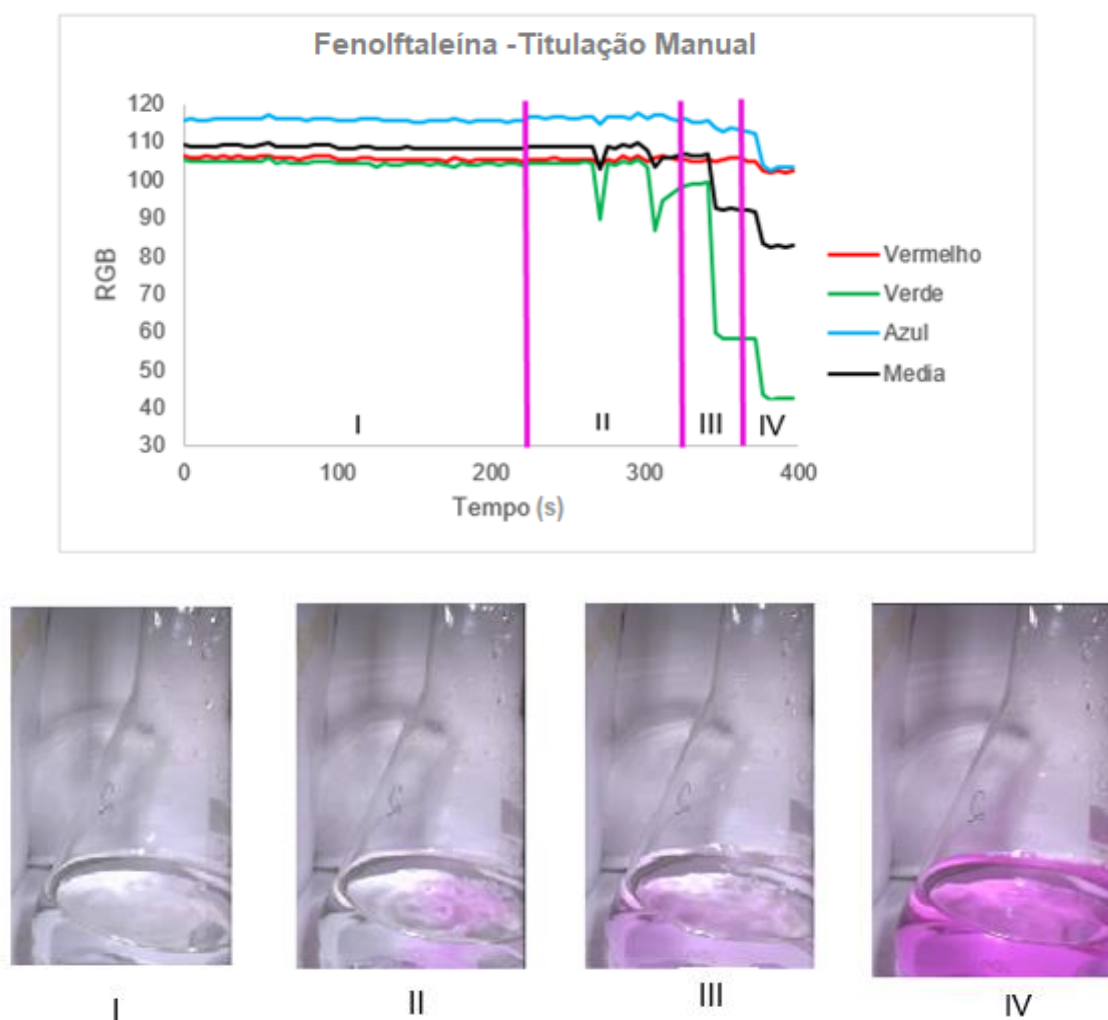 Fenolftaleína -Titulação Manual
120
110
100
90
80
70
60
50
40
30
RGB
I
II
III
IV
0
100
200
300
400
Tempo (s)
Vermelho
Verde
Azul
Media
I
II
III
IV